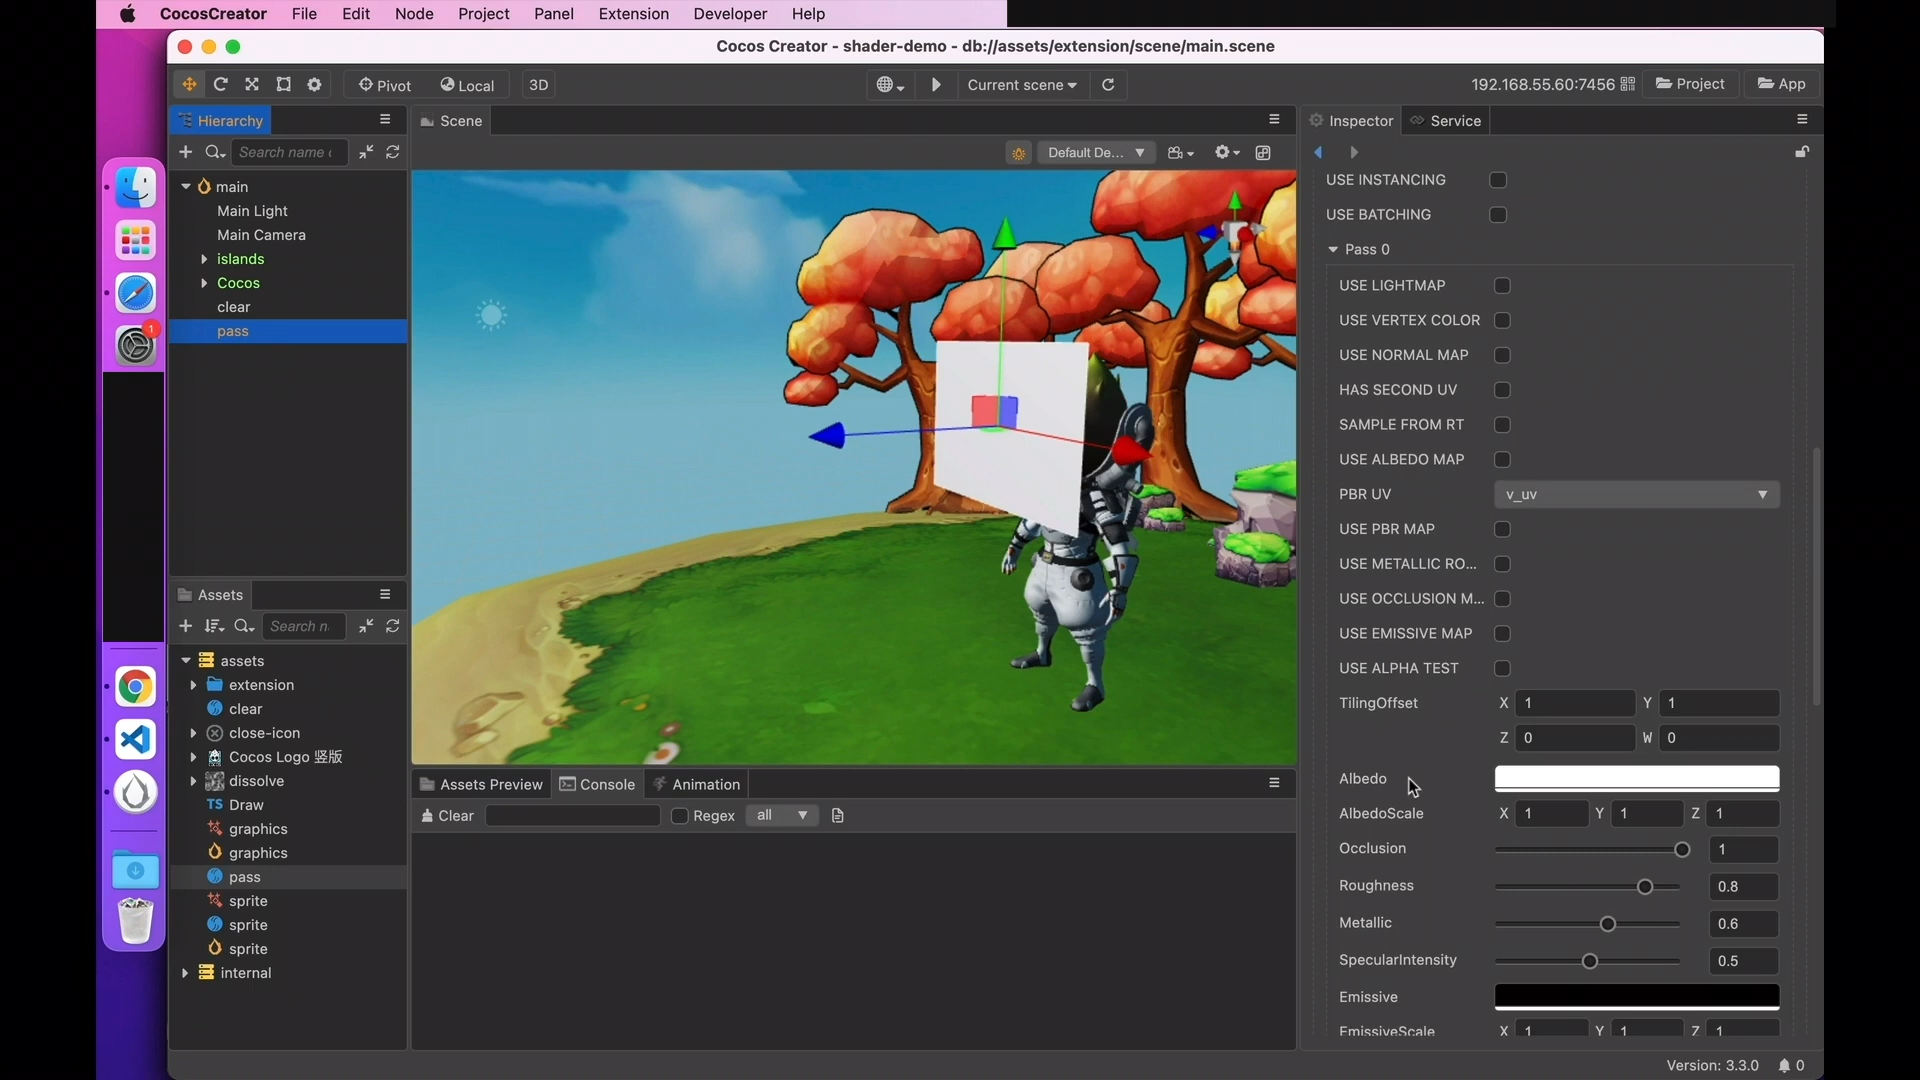 CocosCreator File Edit Node Project Panel Extension Developer Help
Cocos Creator - shader-demo - db://assets/extension/scene/main.scene
Pivot Local 3D Current scene 192.168.55.60:7456 Project App
Hierarchy
Search name
main
Main Light
Main Camera
islands
Cocos
clear
pass
Assets
Search n
assets
extension
clear
close-icon
Cocos Logo 竖版
dissolve
TS Draw
graphics
graphics
pass
sprite
sprite
sprite
internal
1
Scene
Default De...
Assets Preview Console Animation
Clear Regex all
Inspector Service
USE INSTANCING
USE BATCHING
Pass 0
USE LIGHTMAP
USE VERTEX COLOR
USE NORMAL MAP
HAS SECOND UV
SAMPLE FROM RT
USE ALBEDO MAP
PBR UV v_uv
USE PBR MAP
USE METALLIC RO...
USE OCCLUSION M...
USE EMISSIVE MAP
USE ALPHA TEST
TilingOffset X 1 Y 1
Z 0 W 0
Albedo
AlbedoScale X 1 Y 1 Z 1
Occlusion 1
Roughness 0.8
Metallic 0.6
SpecularIntensity 0.5
Emissive
EmissiveScale X 1 Y 1 Z 1
Version: 3.3.0 0